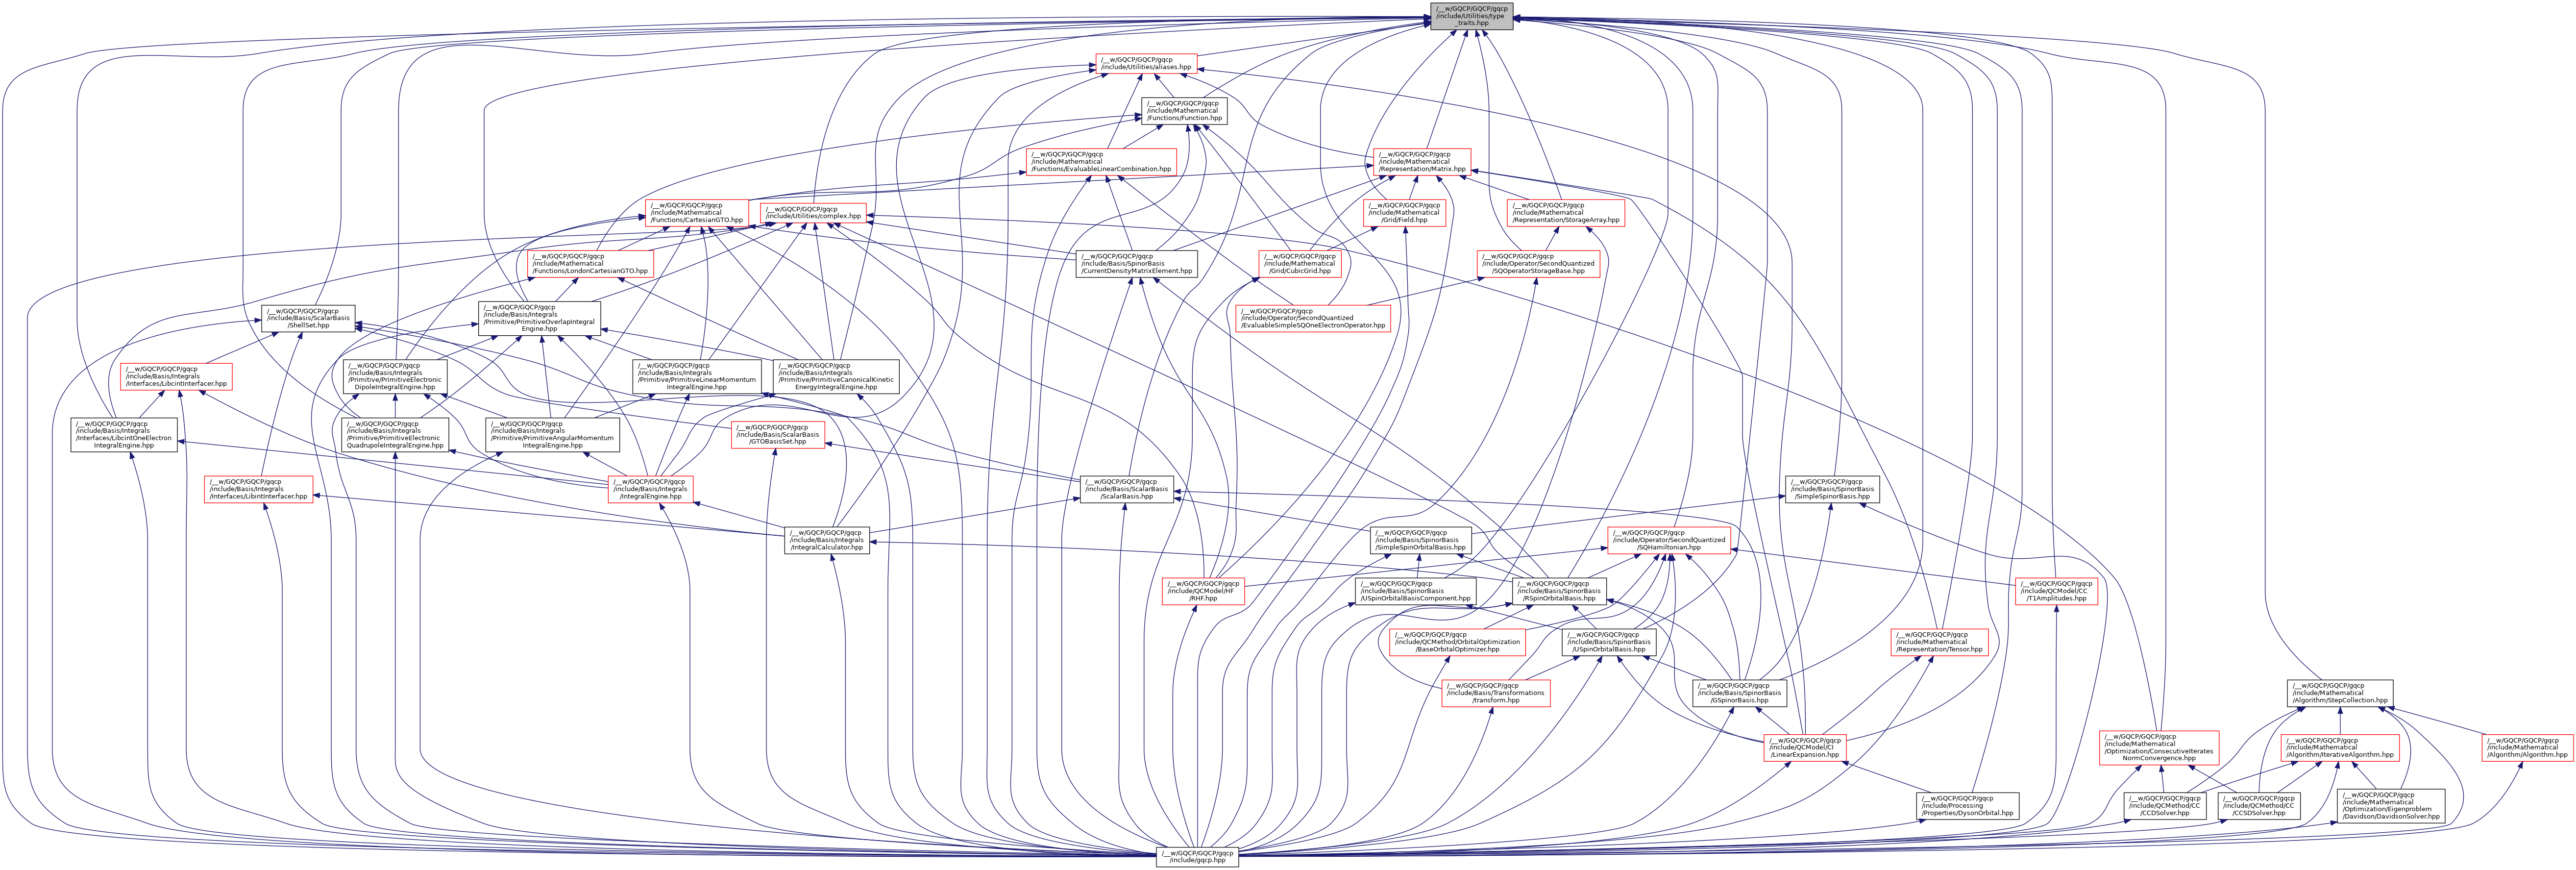 /__w/GQCP/GQCP/gqcp
/include/Utilities/type
_traits.hpp
/__w/GQCP/GQCP/gqcp
/include/Utilities/aliases.hpp
/__w/GQCP/GQCP/gqcp
/include/Mathematical
/Functions/Function.hpp
/__w/GQCP/GQCP/gqcp
/include/Mathematical
/Functions/EvaluableLinearCombination.hpp
/__w/GQCP/GQCP/gqcp
/include/Mathematical
/Representation/Matrix.hpp
/__w/GQCP/GQCP/gqcp
/include/Mathematical
/Functions/CartesianGTO.hpp
/__w/GQCP/GQCP/gqcp
/include/Utilities/complex.hpp
/__w/GQCP/GQCP/gqcp
/include/Mathematical
/Grid/Field.hpp
/__w/GQCP/GQCP/gqcp
/include/Mathematical
/Representation/StorageArray.hpp
/__w/GQCP/GQCP/gqcp
/include/Mathematical
/Functions/LondonCartesianGTO.hpp
/__w/GQCP/GQCP/gqcp
/include/Basis/SpinorBasis
/CurrentDensityMatrixElement.hpp
/__w/GQCP/GQCP/gqcp
/include/Mathematical
/Grid/CubicGrid.hpp
/__w/GQCP/GQCP/gqcp
/include/Operator/SecondQuantized
/SQOperatorStorageBase.hpp
/__w/GQCP/GQCP/gqcp
/include/Basis/ScalarBasis
/ShellSet.hpp
/__w/GQCP/GQCP/gqcp
/include/Basis/Integrals
/Primitive/PrimitiveOverlapIntegral
Engine.hpp
/__w/GQCP/GQCP/gqcp
/include/Operator/SecondQuantized
/EvaluableSimpleSQOneElectronOperator.hpp
/__w/GQCP/GQCP/gqcp
/include/Basis/Integrals
/Interfaces/LibcintInterfacer.hpp
/__w/GQCP/GQCP/gqcp
/include/Basis/Integrals
/Primitive/PrimitiveElectronic
DipoleIntegralEngine.hpp
/__w/GQCP/GQCP/gqcp
/include/Basis/Integrals
/Primitive/PrimitiveLinearMomentum
IntegralEngine.hpp
/__w/GQCP/GQCP/gqcp
/include/Basis/Integrals
/Primitive/PrimitiveCanonicalKinetic
EnergyIntegralEngine.hpp
/__w/GQCP/GQCP/gqcp
/include/Basis/Integrals
/Interfaces/LibcintOneElectron
IntegralEngine.hpp
/__w/GQCP/GQCP/gqcp
/include/Basis/Integrals
/Primitive/PrimitiveElectronic
QuadrupoleIntegralEngine.hpp
/__w/GQCP/GQCP/gqcp
/include/Basis/Integrals
/Primitive/PrimitiveAngularMomentum
IntegralEngine.hpp
/__w/GQCP/GQCP/gqcp
/include/Basis/ScalarBasis
/GTOBasisSet.hpp
/__w/GQCP/GQCP/gqcp
/include/Basis/Integrals
/Interfaces/LibintInterfacer.hpp
/__w/GQCP/GQCP/gqcp
/include/Basis/Integrals
/IntegralEngine.hpp
/__w/GQCP/GQCP/gqcp
/include/Basis/ScalarBasis
/ScalarBasis.hpp
/__w/GQCP/GQCP/gqcp
/include/Basis/SpinorBasis
/SimpleSpinorBasis.hpp
/__w/GQCP/GQCP/gqcp
/include/Basis/Integrals
/IntegralCalculator.hpp
/__w/GQCP/GQCP/gqcp
/include/Basis/SpinorBasis
/SimpleSpinOrbitalBasis.hpp
/__w/GQCP/GQCP/gqcp
/include/Operator/SecondQuantized
/SQHamiltonian.hpp
/__w/GQCP/GQCP/gqcp
/include/QCModel/HF
/RHF.hpp
/__w/GQCP/GQCP/gqcp
/include/Basis/SpinorBasis
/USpinOrbitalBasisComponent.hpp
/__w/GQCP/GQCP/gqcp
/include/Basis/SpinorBasis
/RSpinOrbitalBasis.hpp
/__w/GQCP/GQCP/gqcp
/include/QCModel/CC
/T1Amplitudes.hpp
/__w/GQCP/GQCP/gqcp
/include/QCMethod/OrbitalOptimization
/BaseOrbitalOptimizer.hpp
/__w/GQCP/GQCP/gqcp
/include/Basis/SpinorBasis
/USpinOrbitalBasis.hpp
/__w/GQCP/GQCP/gqcp
/include/Mathematical
/Representation/Tensor.hpp
/__w/GQCP/GQCP/gqcp
/include/Basis/Transformations
/transform.hpp
/__w/GQCP/GQCP/gqcp
/include/Basis/SpinorBasis
/GSpinorBasis.hpp
/__w/GQCP/GQCP/gqcp
/include/Mathematical
/Algorithm/StepCollection.hpp
/__w/GQCP/GQCP/gqcp
/include/QCModel/CI
/LinearExpansion.hpp
/__w/GQCP/GQCP/gqcp
/include/Mathematical
/Optimization/ConsecutiveIterates
NormConvergence.hpp
/__w/GQCP/GQCP/gqcp
/include/Mathematical
/Algorithm/IterativeAlgorithm.hpp
/__w/GQCP/GQCP/gqcp
/include/Mathematical
/Algorithm/Algorithm.hpp
/__w/GQCP/GQCP/gqcp
/include/Processing
/Properties/DysonOrbital.hpp
/__w/GQCP/GQCP/gqcp
/include/QCMethod/CC
/CCDSolver.hpp
/__w/GQCP/GQCP/gqcp
/include/QCMethod/CC
/CCSDSolver.hpp
/__w/GQCP/GQCP/gqcp
/include/Mathematical
/Optimization/Eigenproblem
/Davidson/DavidsonSolver.hpp
/__w/GQCP/GQCP/gqcp
/include/gqcp.hpp